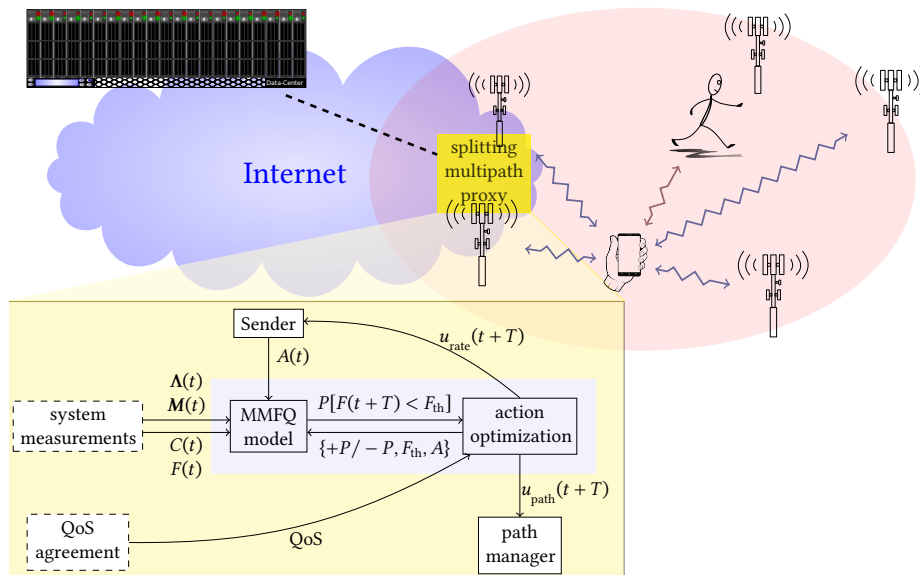 Data-Center
Internet
splitting
multipath
proxy
Sender
A(t)
u_rate(t + T)
Λ(t)
M(t)
system
measurements
C(t)
F(t)
MMFQ
model
P[F(t + T) < F_th]
{+P/ − P, F_th, A}
action
optimization
u_path(t + T)
QoS
agreement
QoS
path
manager